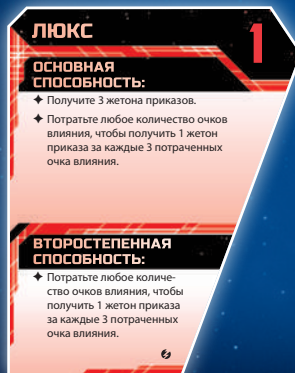 ЛЮКС
1
ОСНОВНАЯ
СПОСОБНОСТЬ:
✦ Получите 3 жетона приказов.
✦ Потратьте любое количество очков
влияния, чтобы получить 1 жетон
приказа за каждые 3 потраченных
очка влияния.
ВТОРОСТЕПЕННАЯ
СПОСОБНОСТЬ:
✦ Потратьте любое количе-
ство очков влияния, чтобы
получить 1 жетон приказа
за каждые 3 потраченных
очка влияния.